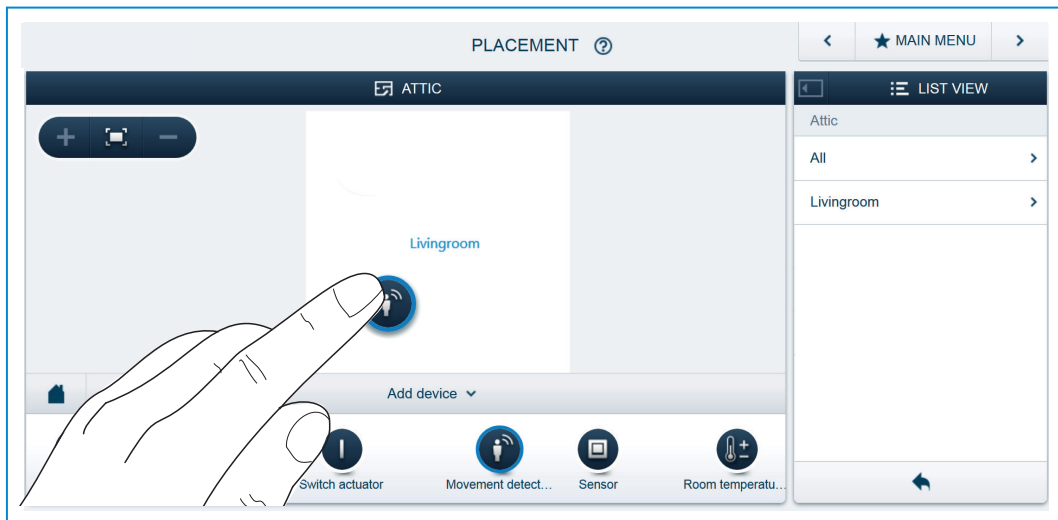 PLACEMENT ?
MAIN MENU
ATTIC
LIST VIEW
Attic
All
Livingroom
Livingroom
Add device
Switch actuator
Movement detect...
Sensor
Room temperatu...